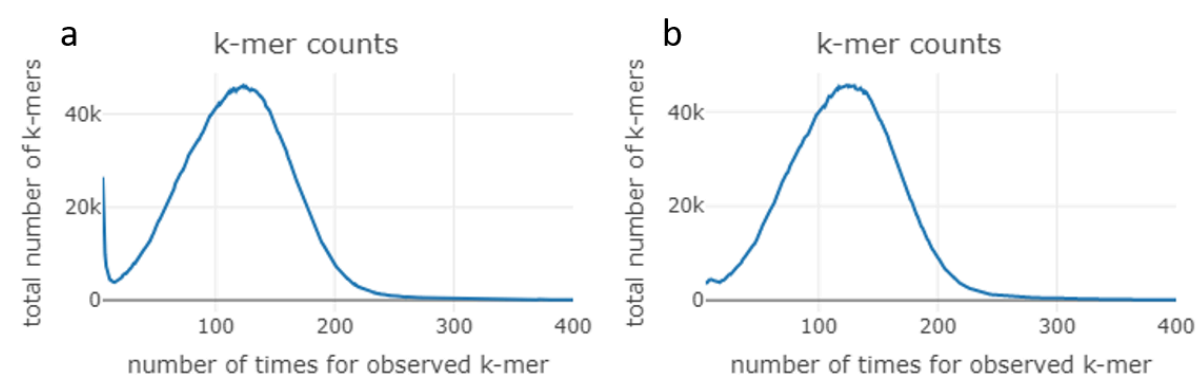 a
k-mer counts
total number of k-mers
40k
20k
0
100 200 300 400
number of times for observed k-mer
b
k-mer counts
total number of k-mers
40k
20k
0
100 200 300 400
number of times for observed k-mer